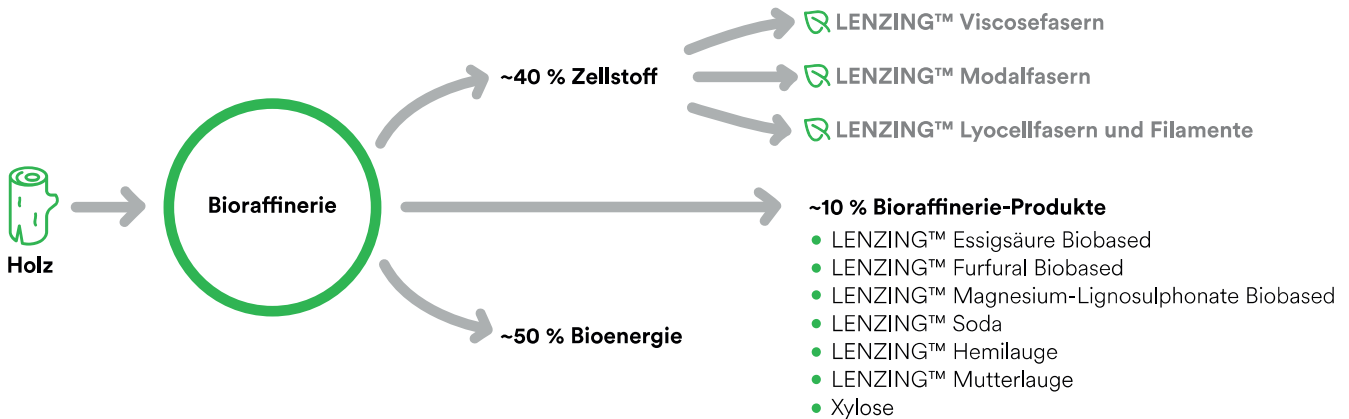 Holz
Bioraffinerie
~40 % Zellstoff
LENZING™ Viscosefasern
LENZING™ Modalfasern
LENZING™ Lyocellfasern und Filamente
~10 % Bioraffinerie-Produkte
• LENZING™ Essigsäure Biobased
• LENZING™ Furfural Biobased
• LENZING™ Magnesium-Lignosulphonate Biobased
• LENZING™ Soda
• LENZING™ Hemilauge
• LENZING™ Mutterlauge
• Xylose
~50 % Bioenergie